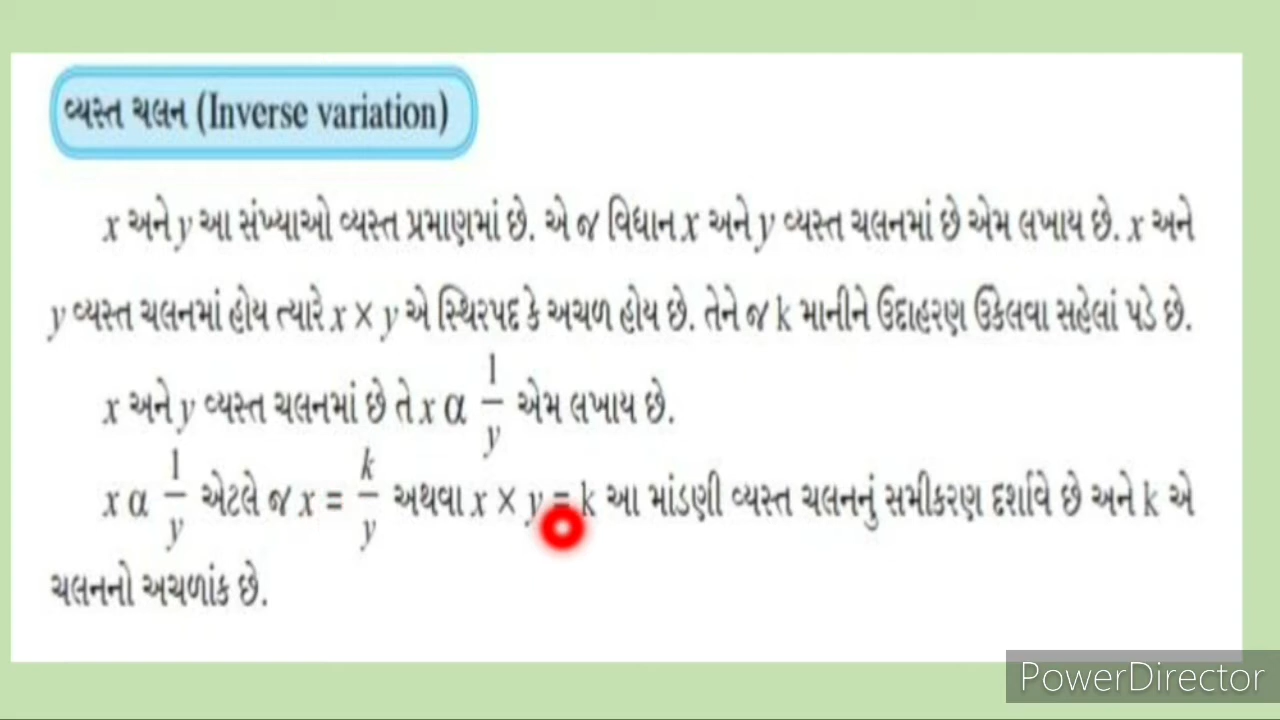 વ્યસ્ત ચલન (Inverse variation)
x અને y આ સંખ્યાઓ વ્યસ્ત પ્રમાણમાં છે. એ જ વિધાન x અને y વ્યસ્ત ચલનમાં છે એમ લખાય છે. x અને
y વ્યસ્ત ચલનમાં હોય ત્યારે x × y એ સ્થિરપદ કે અચળ હોય છે. તેને જ k માનીને ઉદાહરણ ઉકેલવા સહેલાં પડે છે.
x અને y વ્યસ્ત ચલનમાં છે તે x α 1/y એમ લખાય છે.
x α 1/y એટલે જ x = k/y અથવા x × y = k આ માંડણી વ્યસ્ત ચલનનું સમીકરણ દર્શાવે છે અને k એ
ચલનનો અચળાંક છે.
PowerDirector